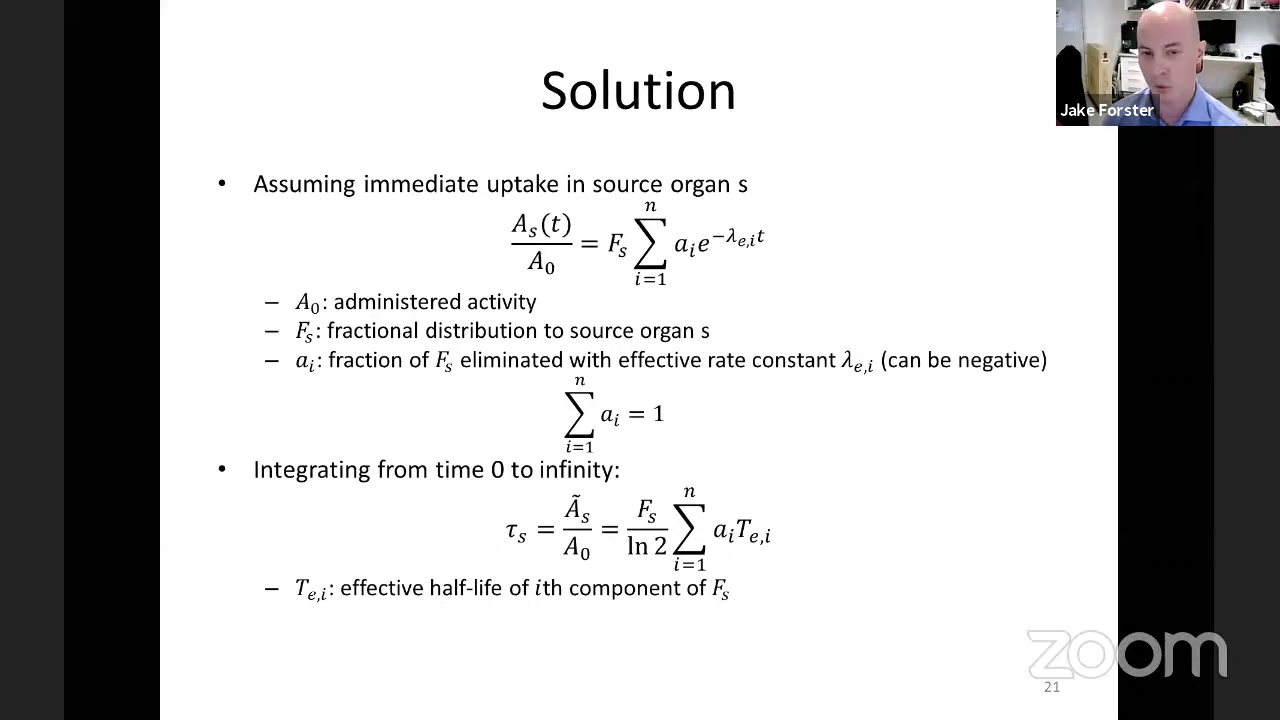 Solution
Jake Forster
• Assuming immediate uptake in source organ s
A_s(t)/A_0 = F_s ∑_{i=1}^{n} a_i e^{−λ_{e,i}t}
– A_0: administered activity
– F_s: fractional distribution to source organ s
– a_i: fraction of F_s eliminated with effective rate constant λ_{e,i} (can be negative)
∑_{i=1}^{n} a_i = 1
• Integrating from time 0 to infinity:
τ_s = Ã_s/A_0 = F_s/ln 2 ∑_{i=1}^{n} a_i T_{e,i}
– T_{e,i}: effective half-life of ith component of F_s
zoom
21